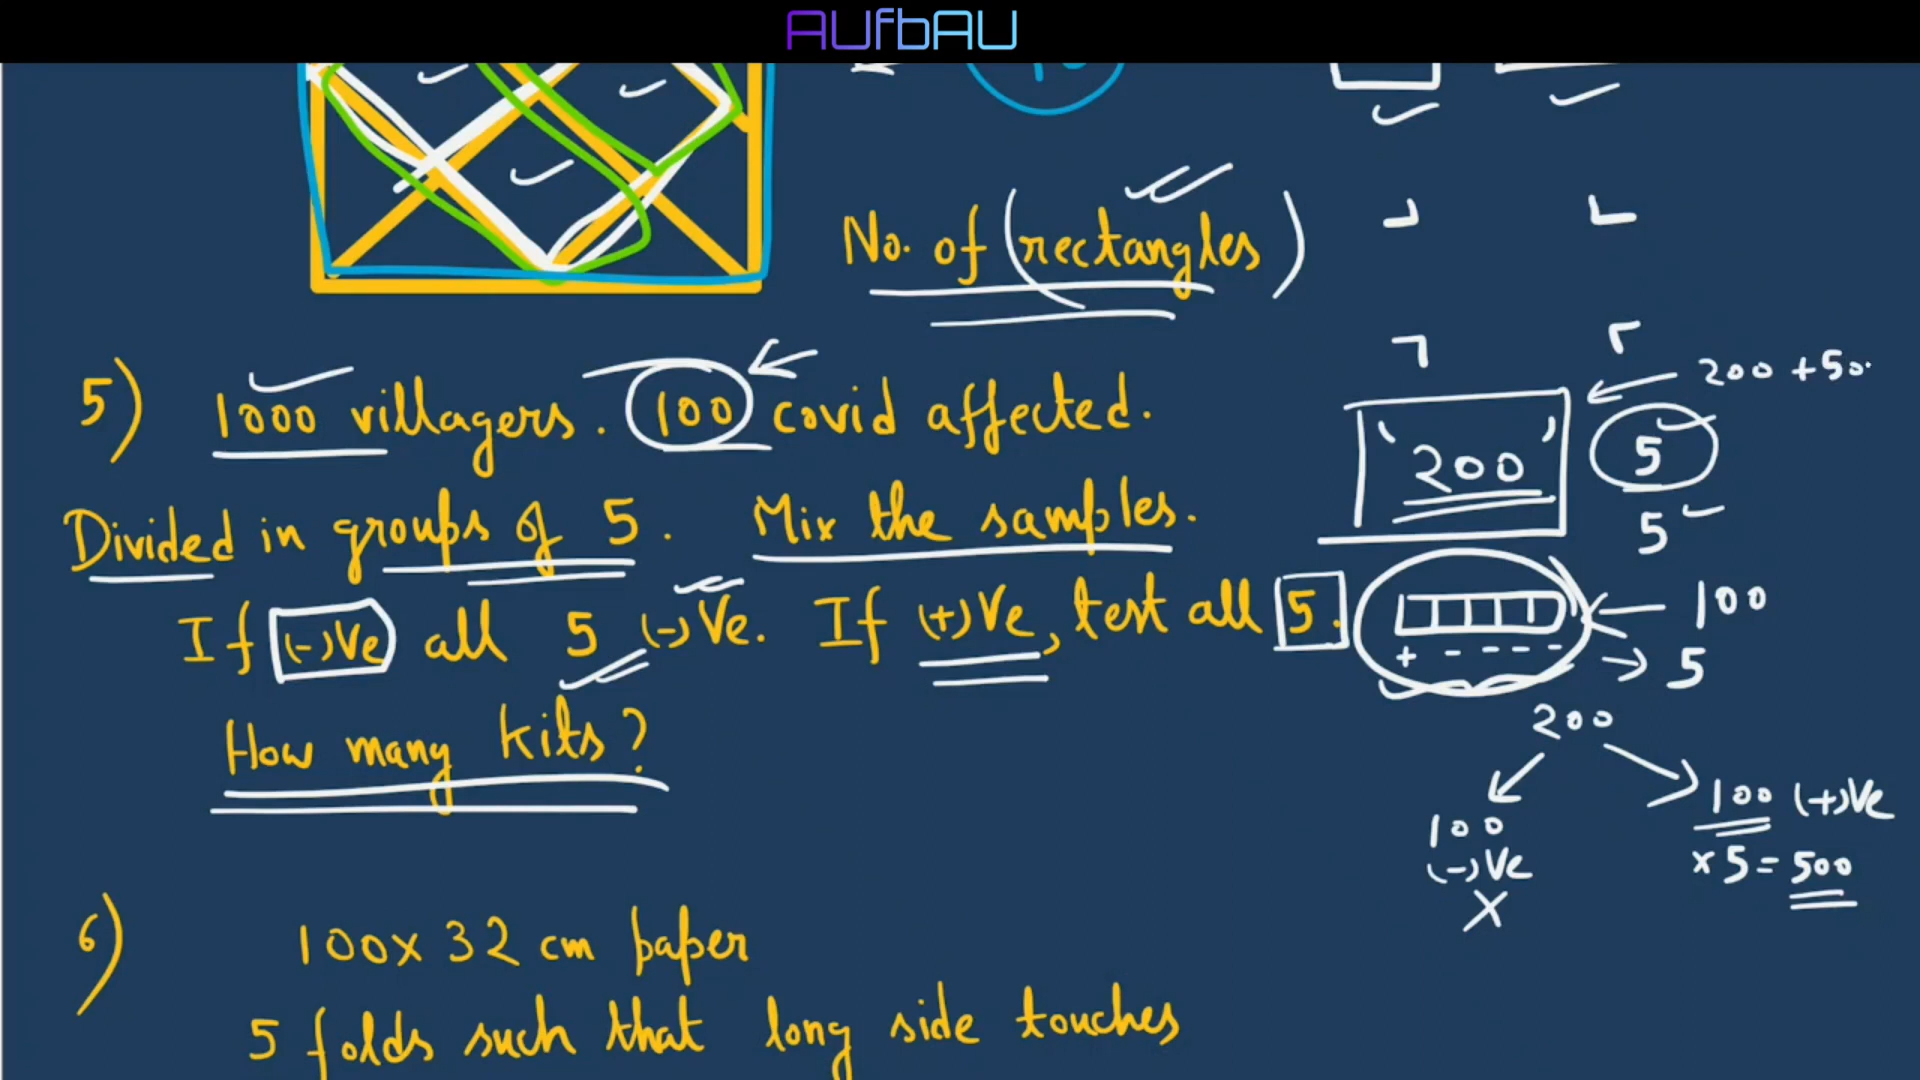 AUfbAU
No. of (rectangles)
5) 1000 villagers. 100 covid affected.
Divided in groups of 5. Mix the samples.
If (-)Ve all 5 (-)Ve. If (+)Ve, test all 5.
How many kits?
200 + 50
200
5
5
100
+ - - - -
5
200
100
(-)Ve
X
100 (+)Ve
x 5 = 500
6) 100 x 32 cm paper
5 folds such that long side touches